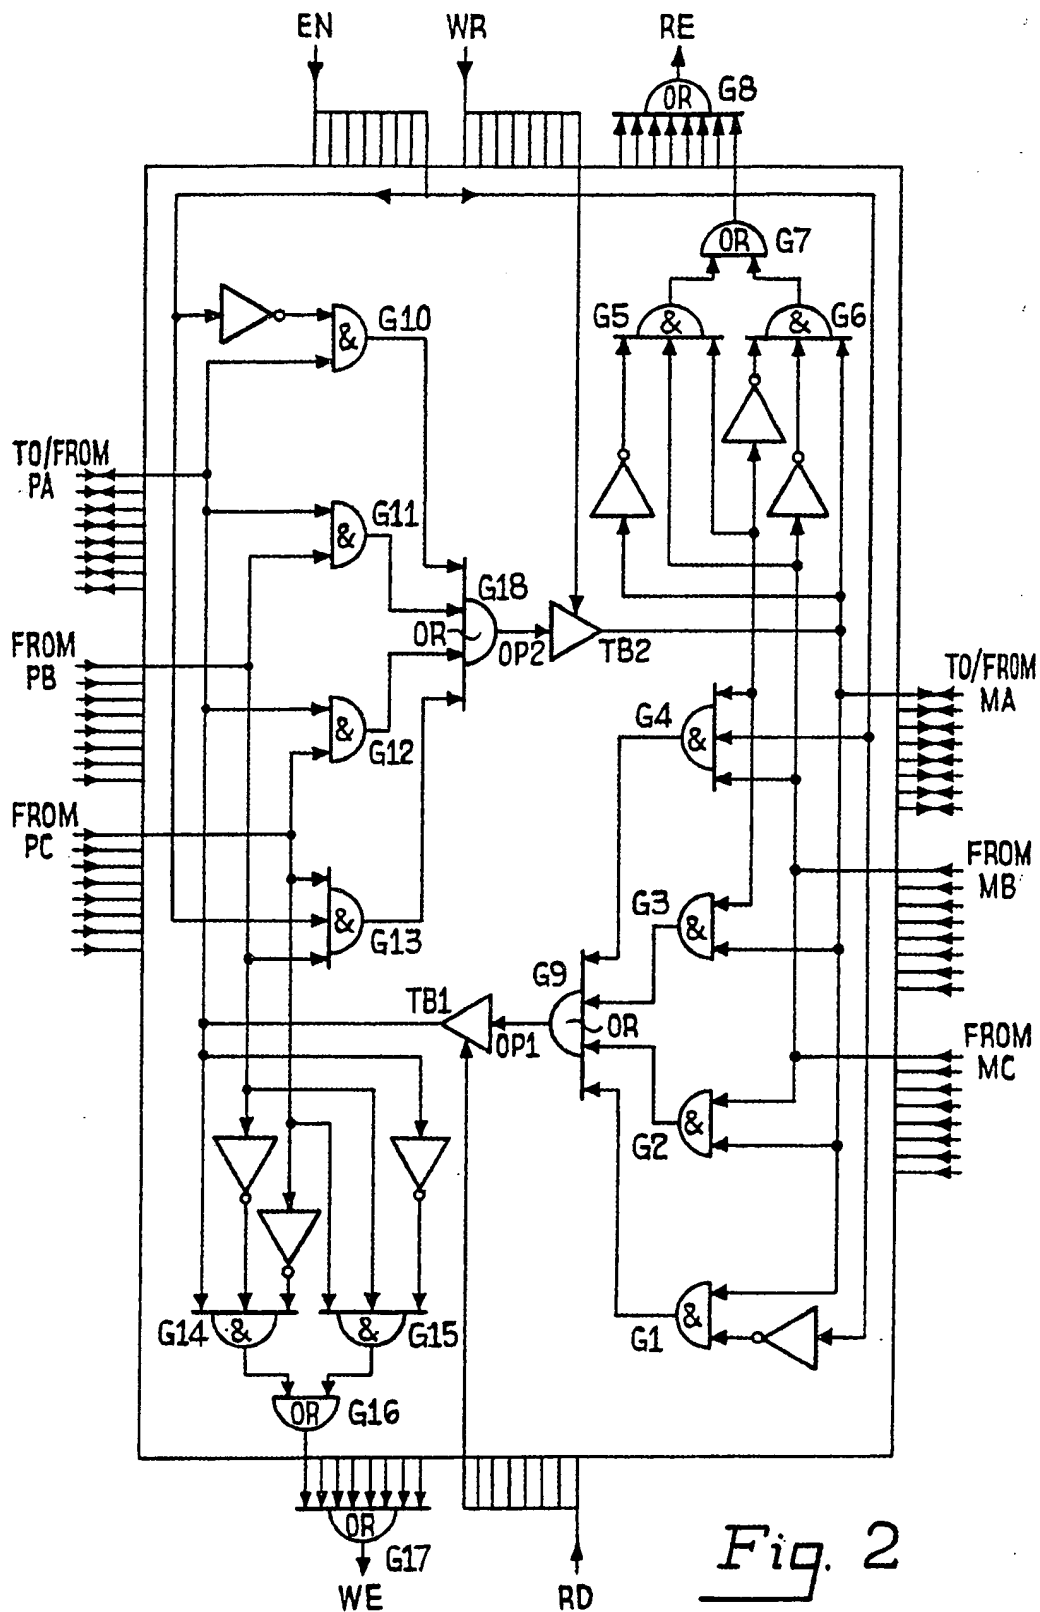 EN WR RE
OR G8
OR G7
G5 & & G6
& G10
TO/FROM
PA
& G11
G18
OR
OP2
TB2
FROM
PB
TO/FROM
MA
G4 &
& G12
FROM
PC
FROM
MB
G3 &
& G13
G9
TB1
OP1
OR
FROM
MC
G2 &
G14 & & G15
G1 &
OR G16
OR
G17
WE
RD
Fig. 2